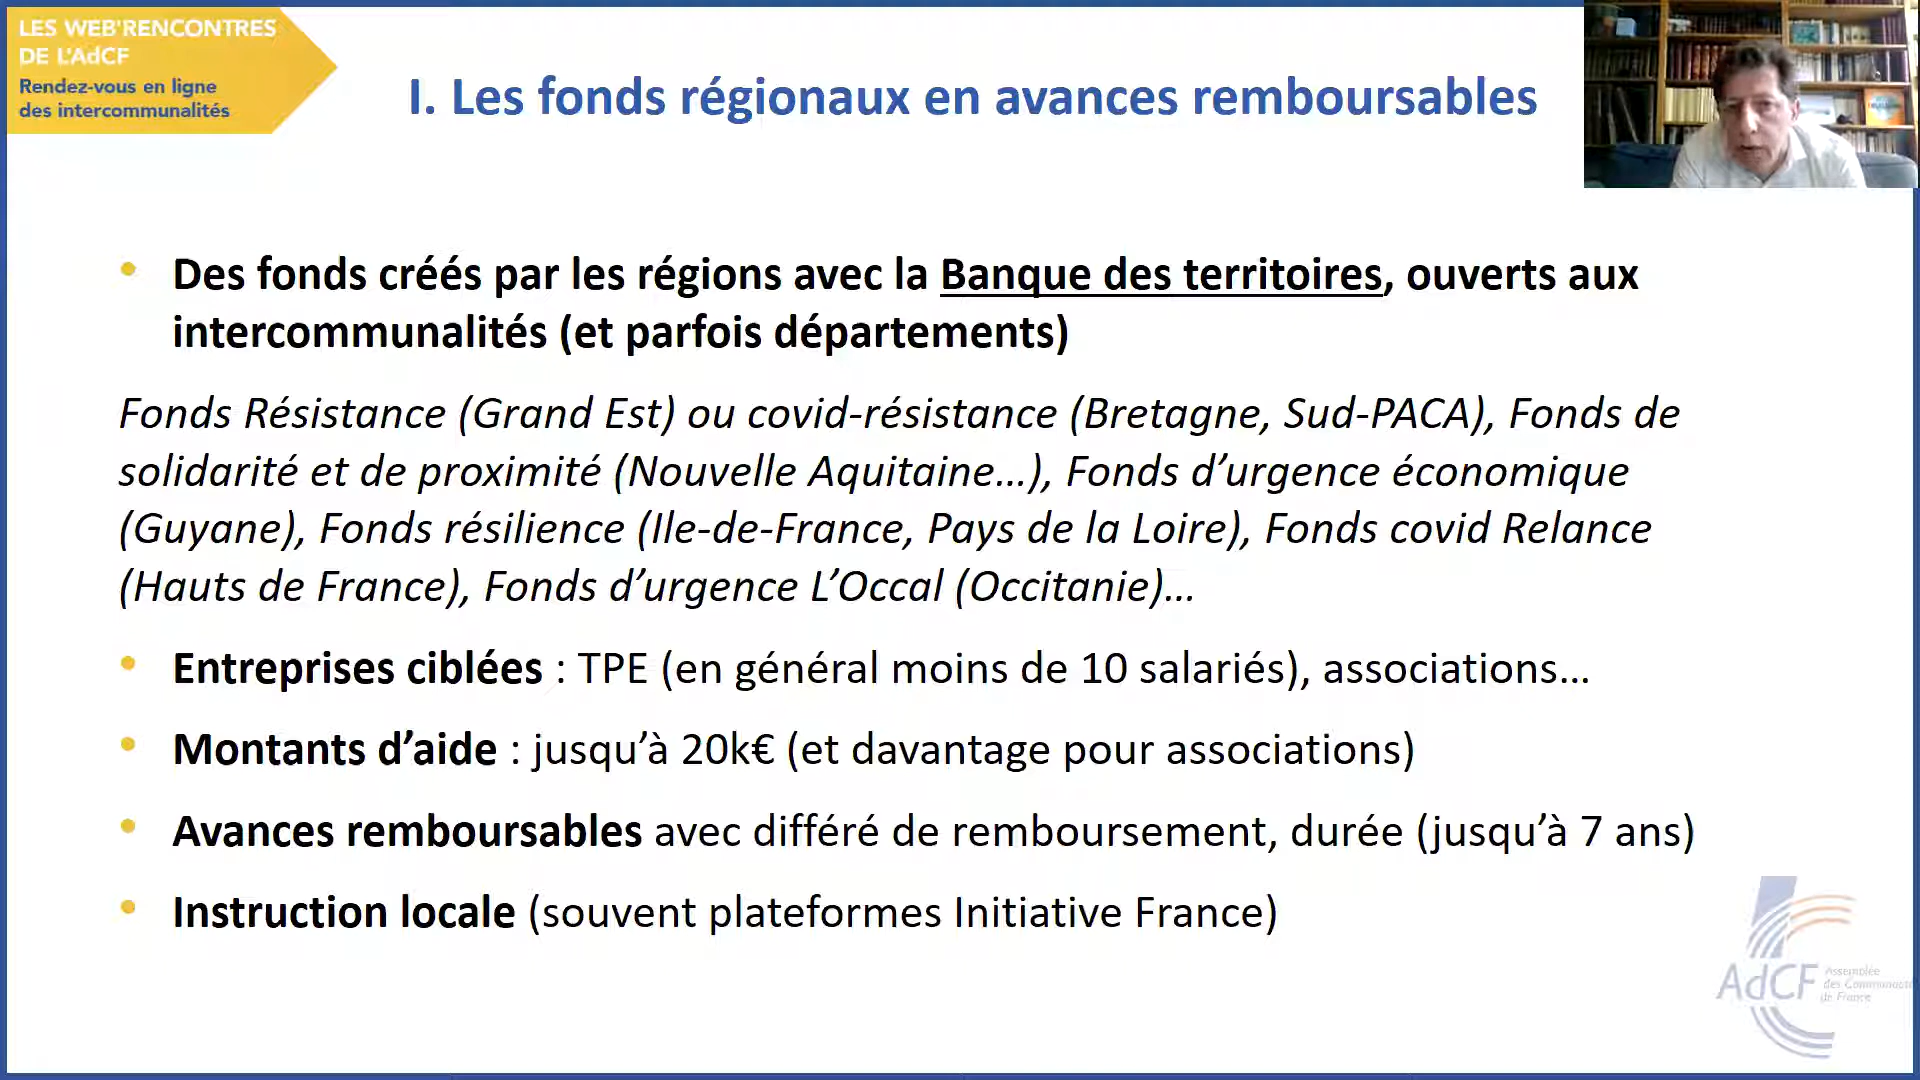 LES WEB'RENCONTRES
DE L'AdCF
Rendez-vous en ligne
des intercommunalités
I. Les fonds régionaux en avances remboursables
• Des fonds créés par les régions avec la Banque des territoires, ouverts aux
intercommunalités (et parfois départements)
Fonds Résistance (Grand Est) ou covid-résistance (Bretagne, Sud-PACA), Fonds de
solidarité et de proximité (Nouvelle Aquitaine…), Fonds d’urgence économique
(Guyane), Fonds résilience (Ile-de-France, Pays de la Loire), Fonds covid Relance
(Hauts de France), Fonds d’urgence L’Occal (Occitanie)…
• Entreprises ciblées : TPE (en général moins de 10 salariés), associations…
• Montants d’aide : jusqu’à 20k€ (et davantage pour associations)
• Avances remboursables avec différé de remboursement, durée (jusqu’à 7 ans)
• Instruction locale (souvent plateformes Initiative France)
AdCF
Assemblée
des Communautés
de France